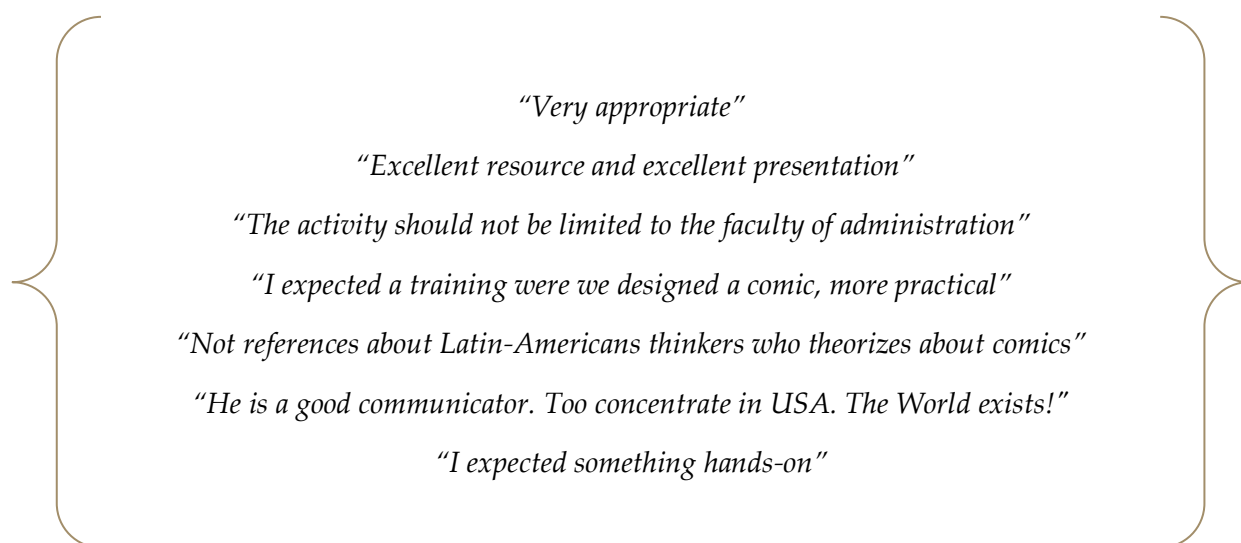 “Very appropriate”
“Excellent resource and excellent presentation”
“The activity should not be limited to the faculty of administration”
“I expected a training were we designed a comic, more practical”
“Not references about Latin-Americans thinkers who theorizes about comics”
“He is a good communicator. Too concentrate in USA. The World exists!”
“I expected something hands-on”